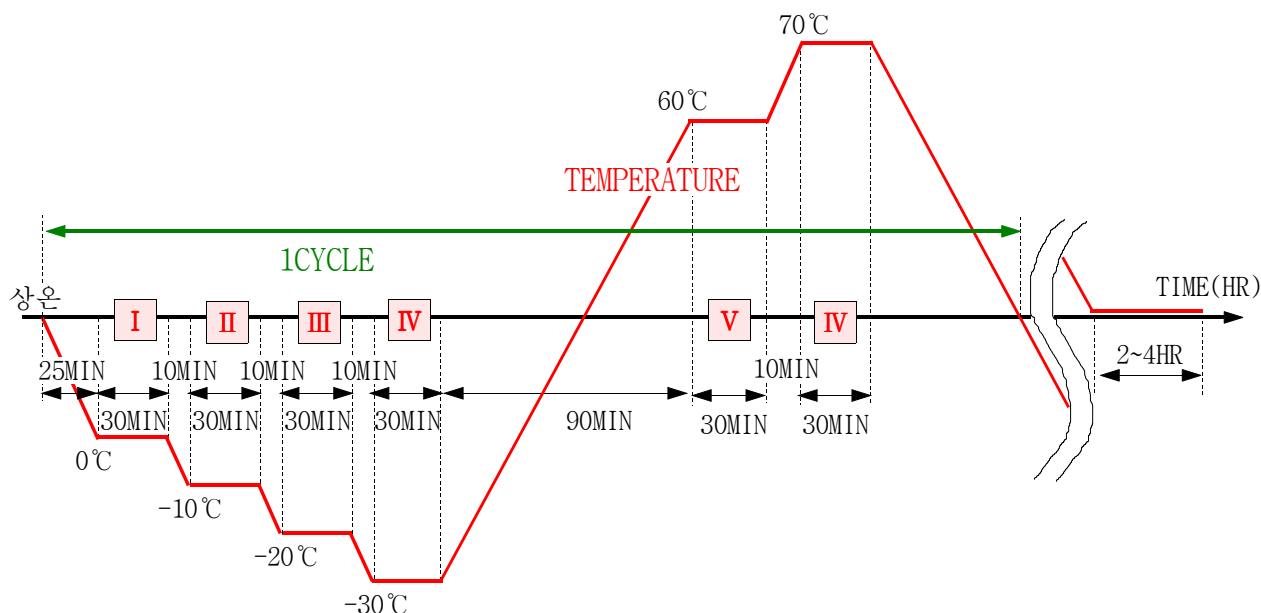 70℃
60℃
TEMPERATURE
1CYCLE
상온
TIME(HR)
Ⅰ
Ⅱ
Ⅲ
Ⅳ
Ⅴ
Ⅳ
25MIN
10MIN
10MIN
10MIN
10MIN
2~4HR
30MIN
30MIN
30MIN
30MIN
90MIN
30MIN
30MIN
0℃
-10℃
-20℃
-30℃